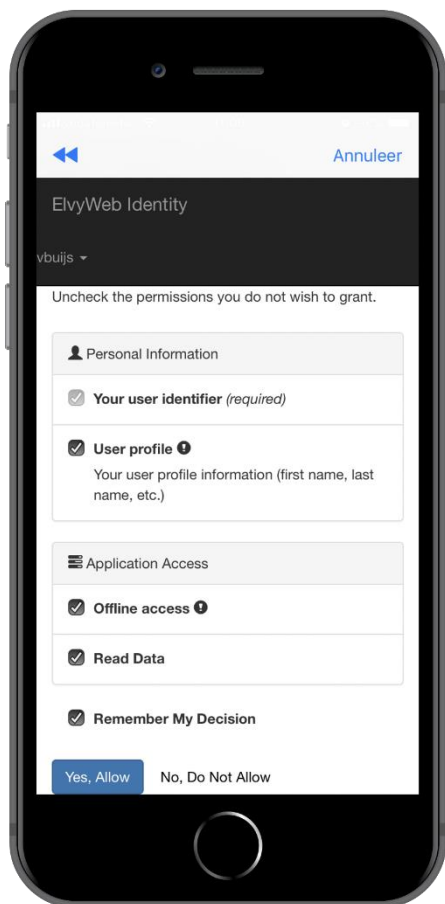 Annuleer
ElvyWeb Identity
vbuijs
Uncheck the permissions you do not wish to grant.
Personal Information
Your user identifier (required)
User profile
Your user profile information (first name, last
name, etc.)
Application Access
Offline access
Read Data
Remember My Decision
Yes, Allow No, Do Not Allow